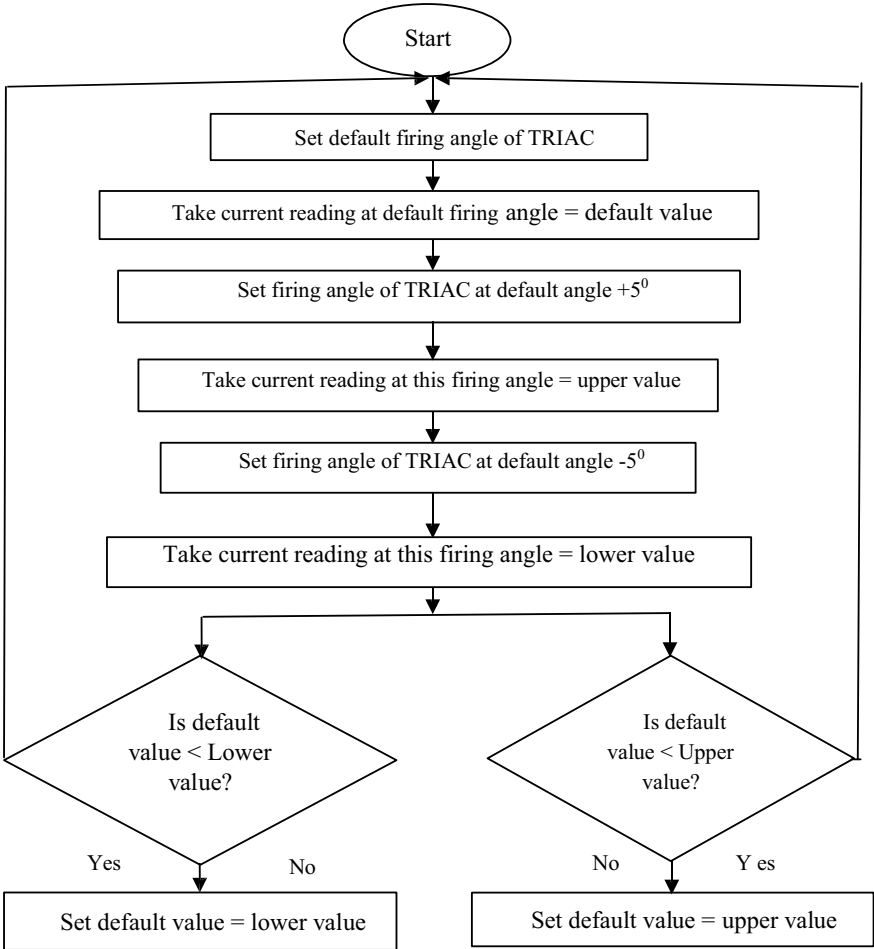 Start
Set default firing angle of TRIAC
Take current reading at default firing angle = default value
Set firing angle of TRIAC at default angle +5⁰
Take current reading at this firing angle = upper value
Set firing angle of TRIAC at default angle -5⁰
Take current reading at this firing angle = lower value
Is default
value < Lower
value?
Is default
value < Upper
value?
Yes
No
No
Y es
Set default value = lower value
Set default value = upper value